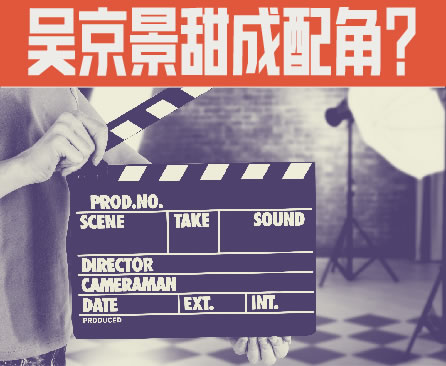 吴京景甜成配角?
PROD.NO.
SCENE TAKE SOUND
DIRECTOR
CAMERAMAN
DATE EXT. INT.
PRODUCED